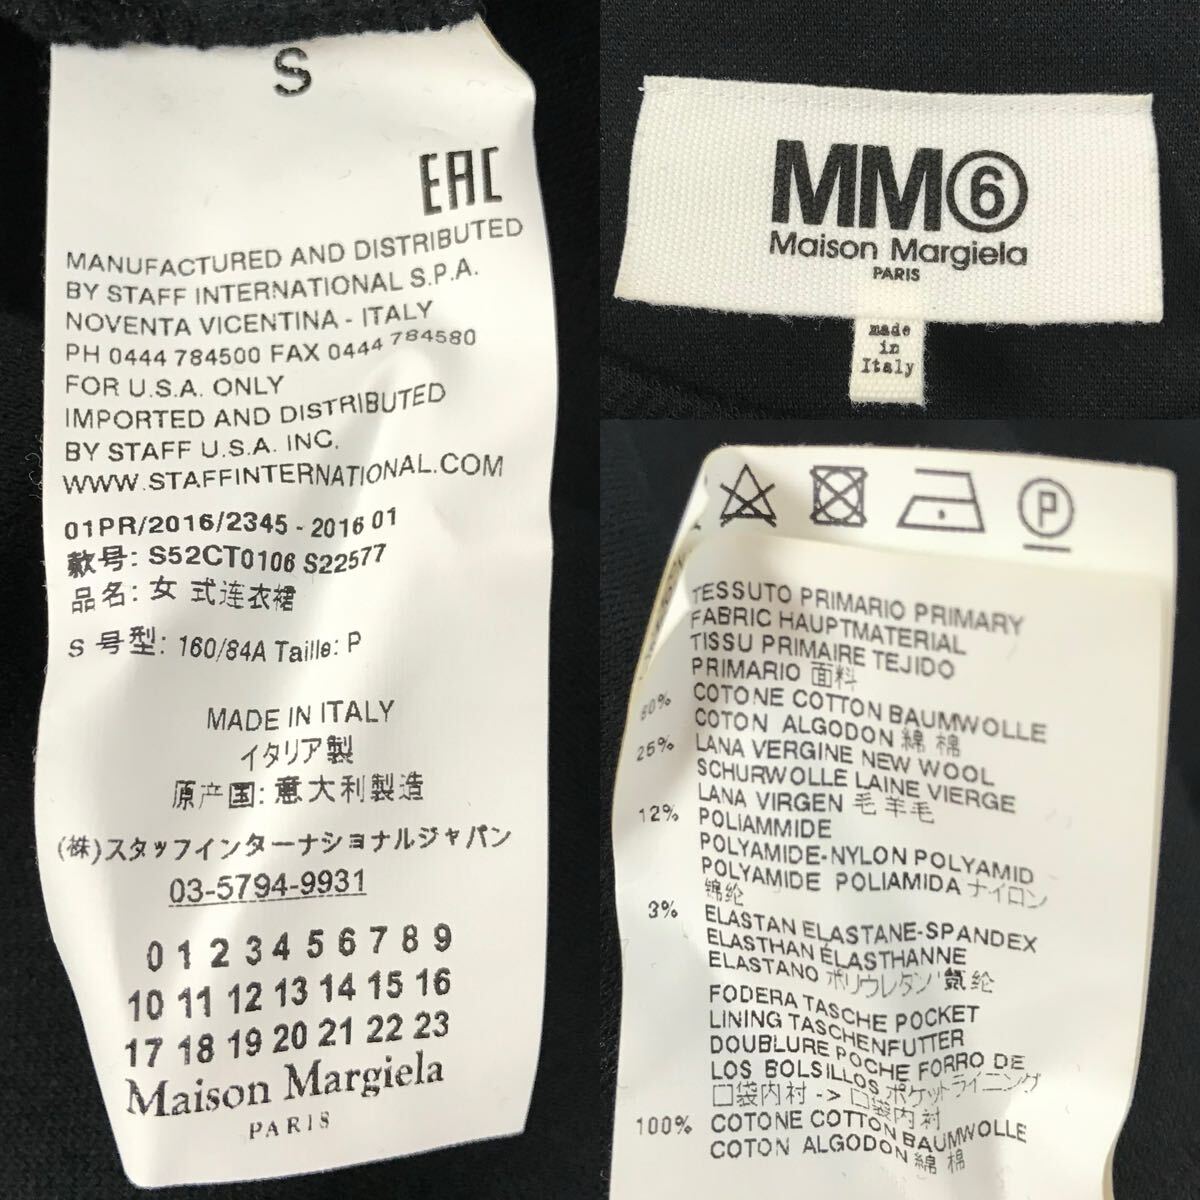 S
EAC
MANUFACTURED AND DISTRIBUTED
BY STAFF INTERNATIONAL S.P.A.
NOVENTA VICENTINA - ITALY
PH 0444 784500 FAX 0444 784580
FOR U.S.A. ONLY
IMPORTED AND DISTRIBUTED
BY STAFF U.S.A. INC.
WWW.STAFFINTERNATIONAL.COM
01PR/2016/2345 - 2016 01
款号: S52CT0106 S22577
品名: 女 式连衣裙
S 号型: 160/84A Taille: P
MADE IN ITALY
イタリア製
原产国: 意大利製造
(株)スタッフインターナショナルジャパン
03-5794-9931
0 1 2 3 4 5 6 7 8 9
10 11 12 13 14 15 16
17 18 19 20 21 22 23
Maison Margiela
PARIS
MM6
Maison Margiela
PARIS
made
in
Italy
P
TESSUTO PRIMARIO PRIMARY
FABRIC HAUPTMATERIAL
TISSU PRIMAIRE TEJIDO
PRIMARIO 面料
60% COTONE COTTON BAUMWOLLE
COTON ALGODON 綿 棉
25% LANA VERGINE NEW WOOL
SCHURWOLLE LAINE VIERGE
LANA VIRGEN 毛 羊毛
12% POLIAMMIDE
POLYAMIDE-NYLON POLYAMID
POLYAMIDE POLIAMIDA ナイロン
锦纶
3% ELASTAN ELASTANE-SPANDEX
ELASTHAN ÉLASTHANNE
ELASTANO ポリウレタン 氨纶
FODERA TASCHE POCKET
LINING TASCHENFUTTER
DOUBLURE POCHE FORRO DE
LOS BOLSILLOS ポケットライニング
口袋内衬 -> 口袋内衬
100% COTONE COTTON BAUMWOLLE
COTON ALGODON 綿 棉